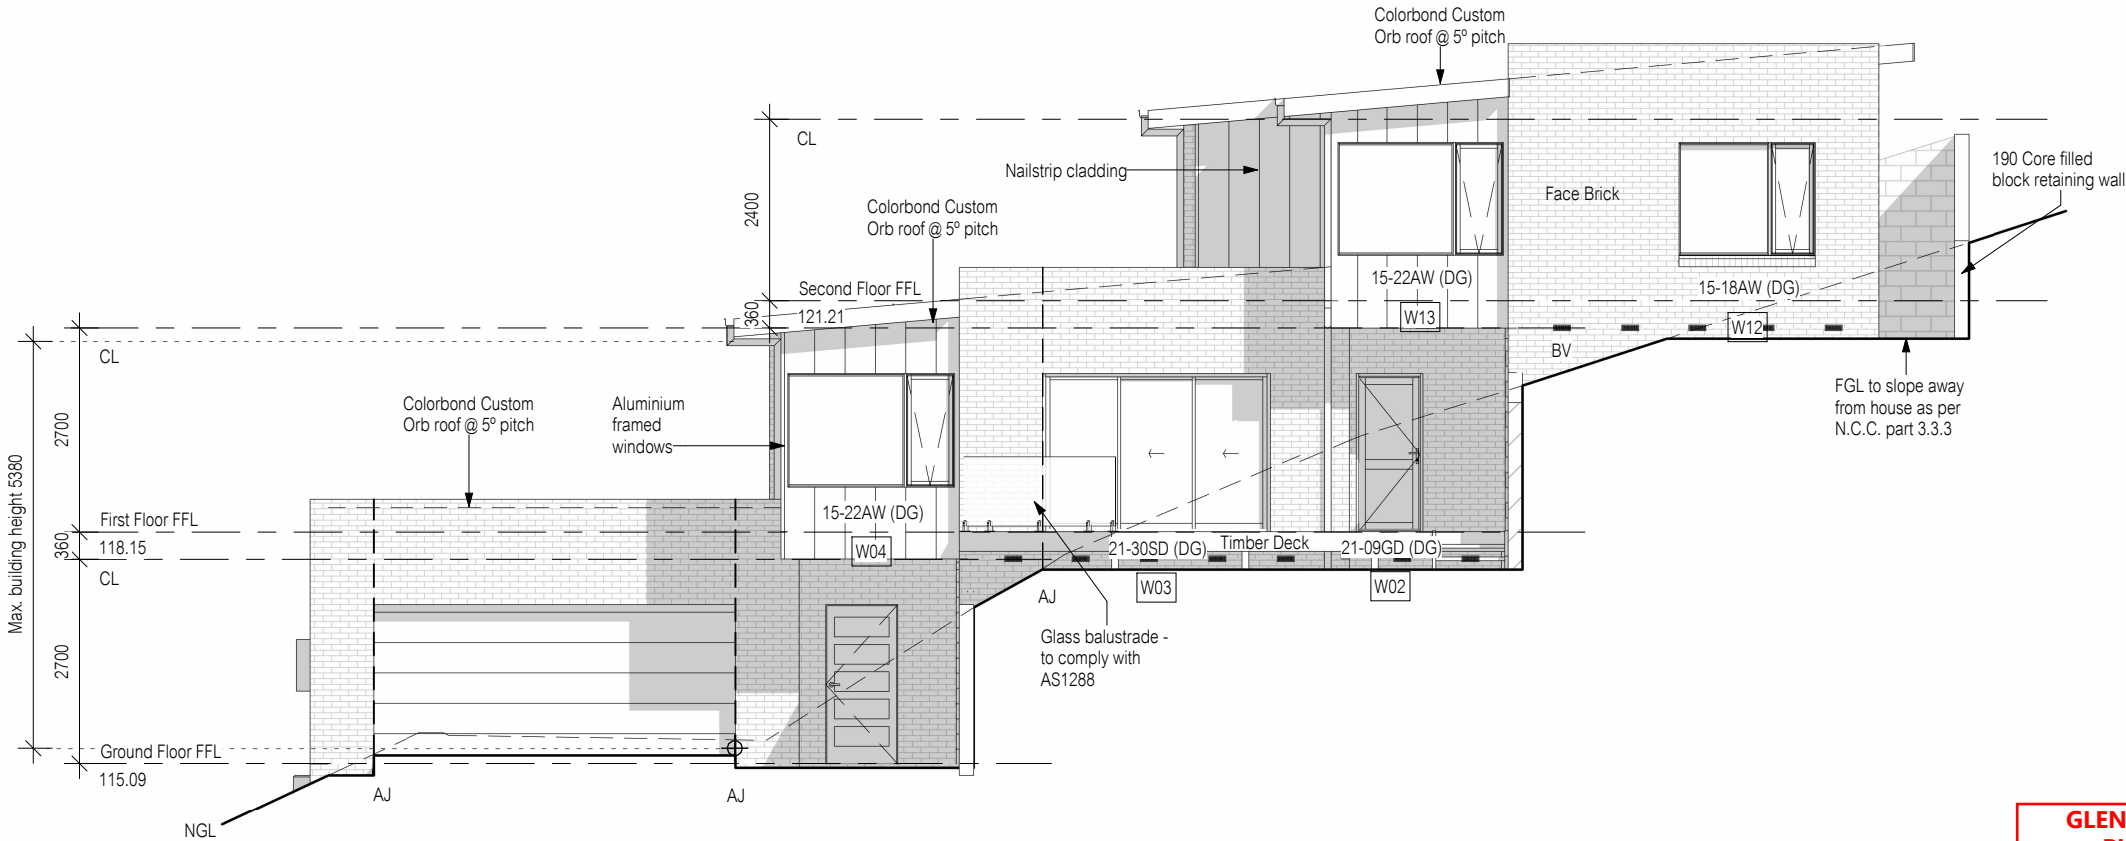 Colorbond Custom
Orb roof @ 5º pitch
CL
Nailstrip cladding
190 Core filled
block retaining wall
Face Brick
2400
Colorbond Custom
Orb roof @ 5º pitch
Second Floor FFL
121.21
360
15-22AW (DG)
W13
15-18AW (DG)
W12
BV
CL
FGL to slope away
from house as per
N.C.C. part 3.3.3
Colorbond Custom
Orb roof @ 5º pitch
Aluminium
framed
windows
2700
Max. building height 5380
First Floor FFL
118.15
360
CL
15-22AW (DG)
W04
21-30SD (DG)
Timber Deck
21-09GD (DG)
W03
W02
AJ
Glass balustrade -
to comply with
AS1288
2700
Ground Floor FFL
115.09
AJ
AJ
NGL
GLEN